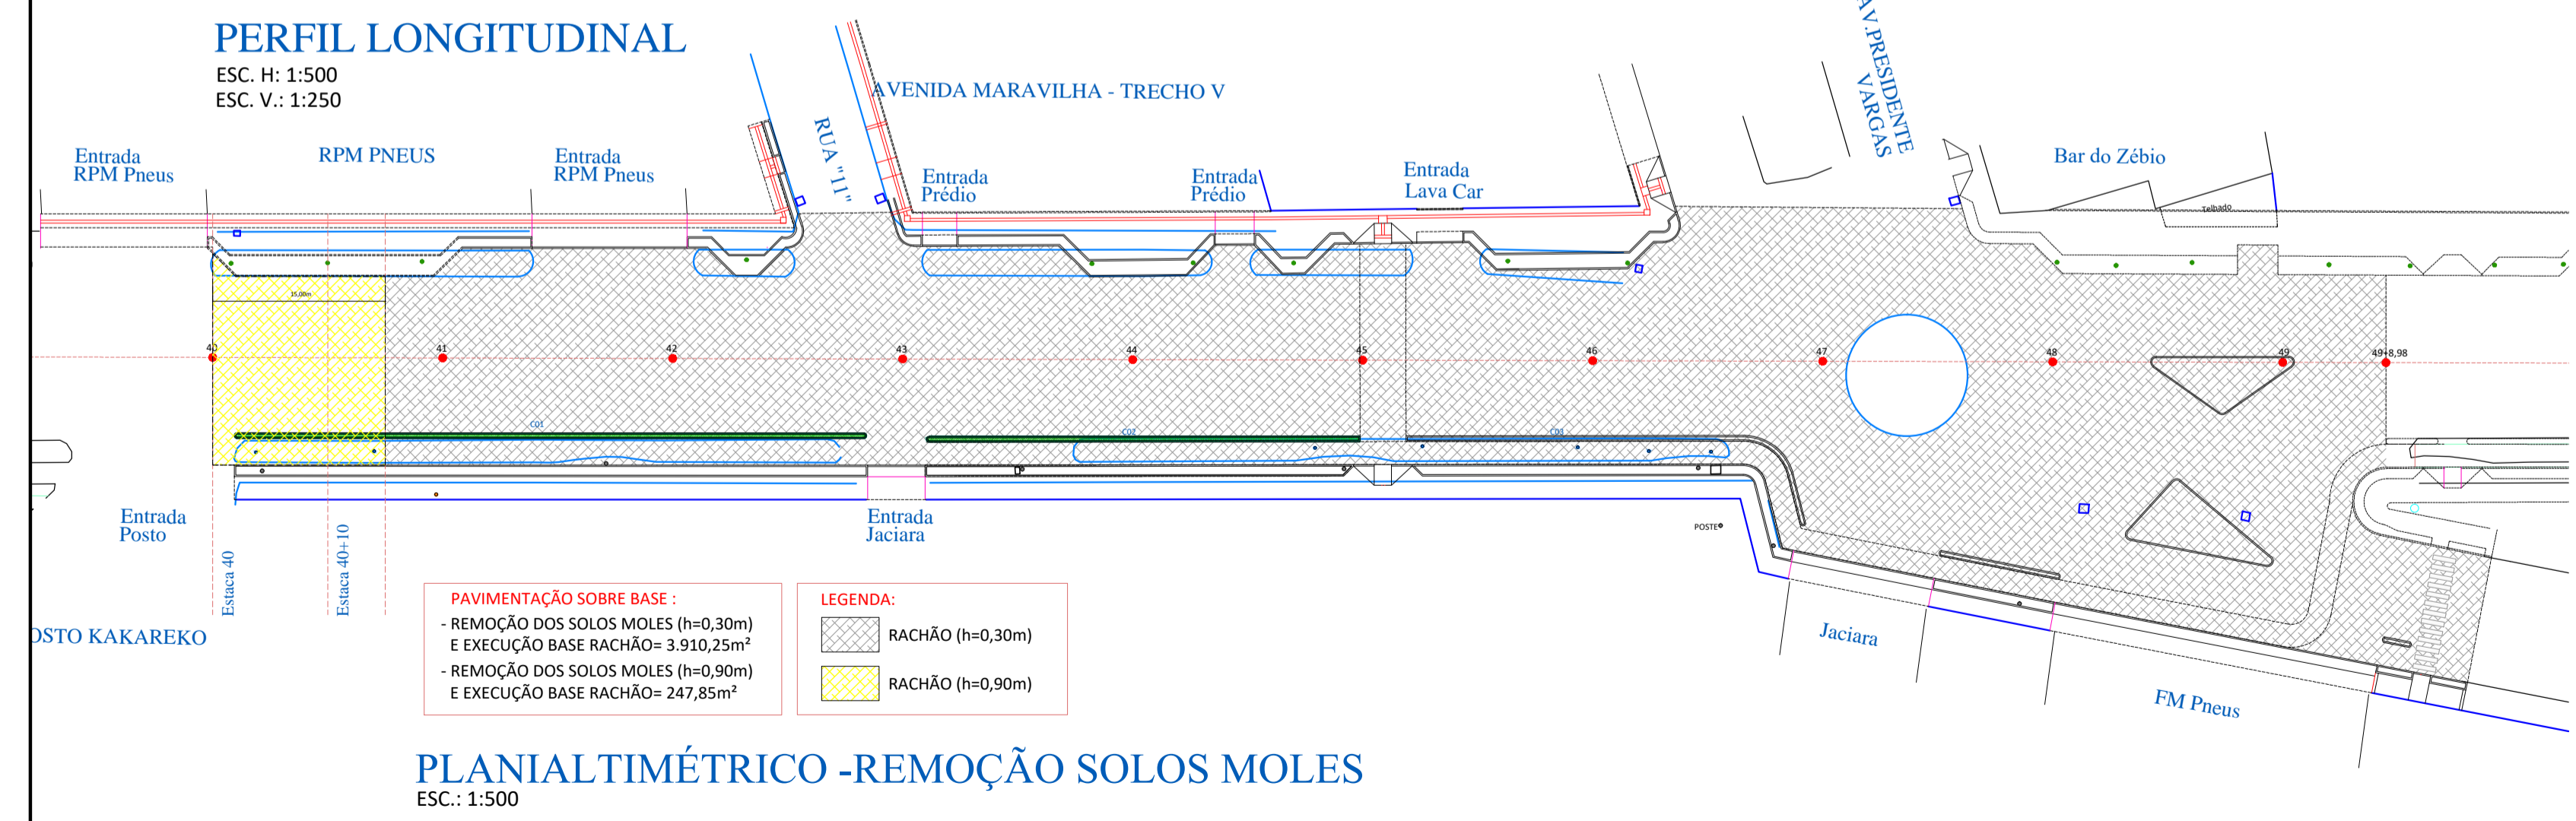 PERFIL LONGITUDINAL
ESC. H: 1:500
ESC. V.: 1:250
AVENIDA MARAVILHA - TRECHO V
AV.PRESIDENTE
VARGAS
RUA "11"
Entrada
RPM Pneus
RPM PNEUS
Entrada
RPM Pneus
Entrada
Prédio
Entrada
Prédio
Entrada
Lava Car
Bar do Zébio
Telhado
15,00m
40
41
42
43
44
45
46
47
48
49
49+8,98
C01
C02
C03
Entrada
Posto
Estaca 40
Estaca 40+10
Entrada
Jaciara
POSTE
OSTO KAKAREKO
Jaciara
FM Pneus
PAVIMENTAÇÃO SOBRE BASE :
- REMOÇÃO DOS SOLOS MOLES (h=0,30m)
E EXECUÇÃO BASE RACHÃO= 3.910,25m²
- REMOÇÃO DOS SOLOS MOLES (h=0,90m)
E EXECUÇÃO BASE RACHÃO= 247,85m²
LEGENDA:
RACHÃO (h=0,30m)
RACHÃO (h=0,90m)
PLANIALTIMÉTRICO -REMOÇÃO SOLOS MOLES
ESC.: 1:500